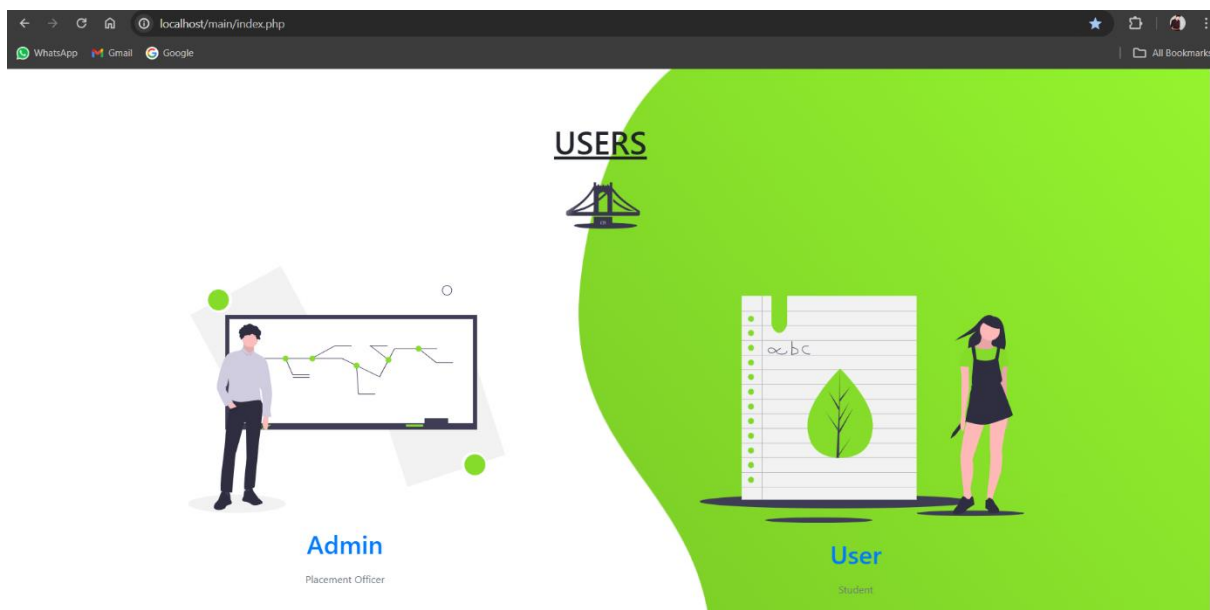 localhost/main/index.php
WhatsApp Gmail Google All Bookmarks
USERS
abc
Admin
User
Placement Officer
Student